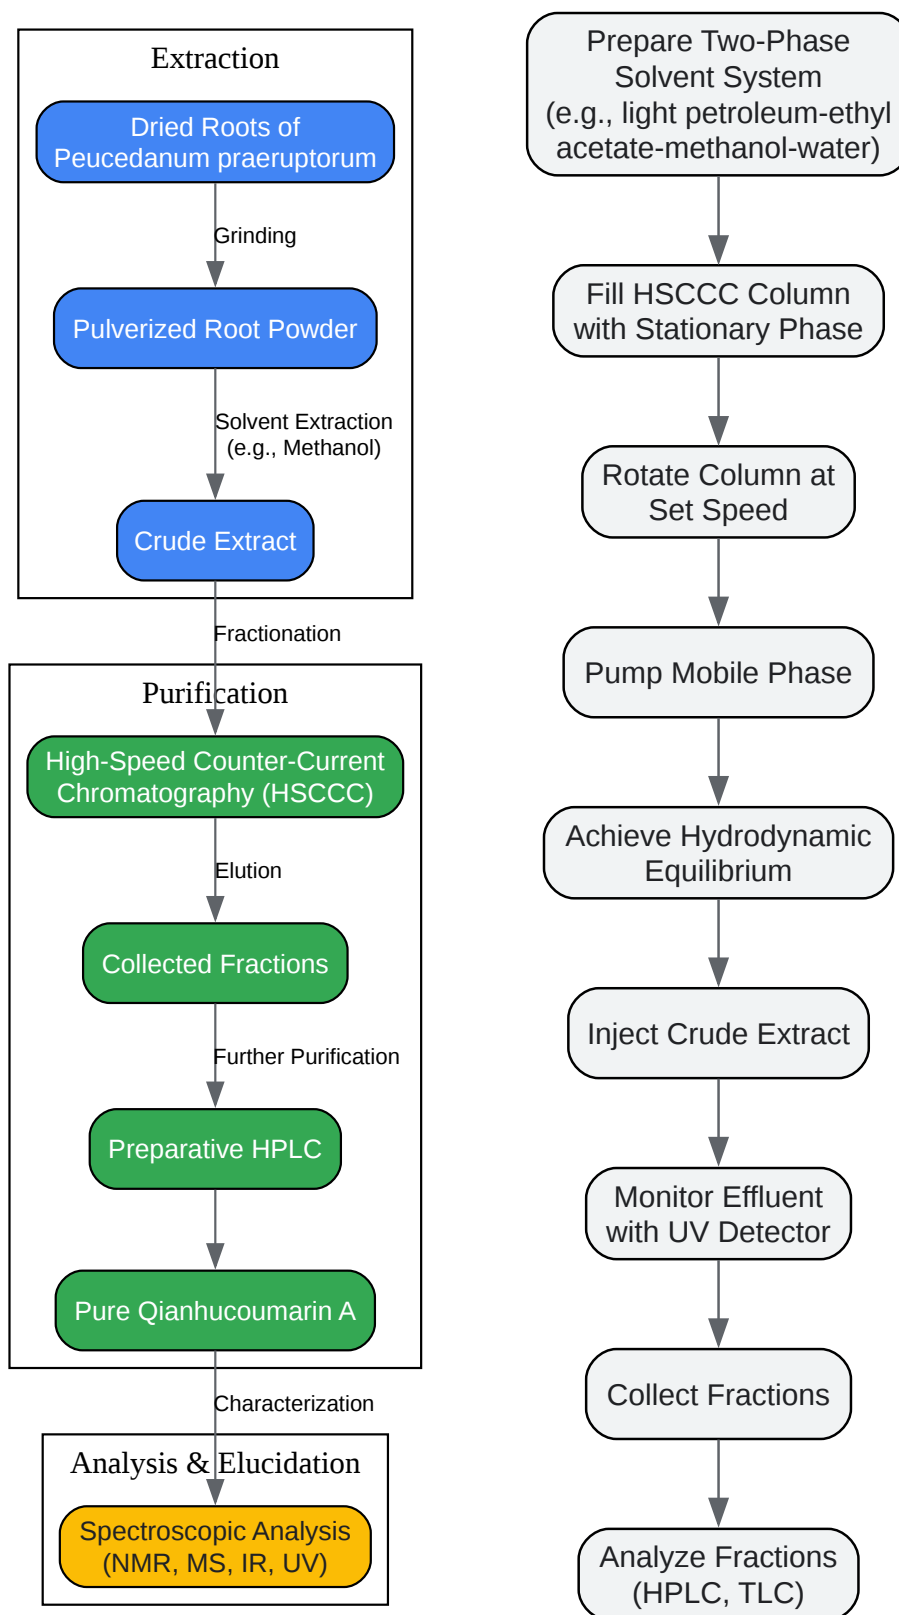 Extraction
Dried Roots of
Peucedanum praeruptorum
Grinding
Pulverized Root Powder
Solvent Extraction
(e.g., Methanol)
Crude Extract
Fractionation
Purification
High-Speed Counter-Current
Chromatography (HSCCC)
Elution
Collected Fractions
Further Purification
Preparative HPLC
Pure Qianhucoumarin A
Characterization
Analysis & Elucidation
Spectroscopic Analysis
(NMR, MS, IR, UV)
Prepare Two-Phase
Solvent System
(e.g., light petroleum-ethyl
acetate-methanol-water)
Fill HSCCC Column
with Stationary Phase
Rotate Column at
Set Speed
Pump Mobile Phase
Achieve Hydrodynamic
Equilibrium
Inject Crude Extract
Monitor Effluent
with UV Detector
Collect Fractions
Analyze Fractions
(HPLC, TLC)